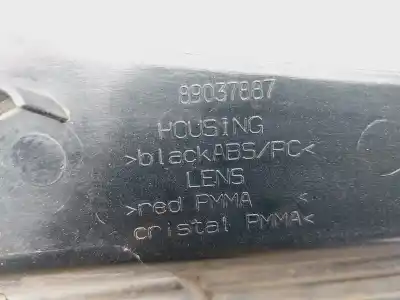 89037887
HOUSING
>blackABS/PC<
LENS
>red PMMA <
cristal PMMA<